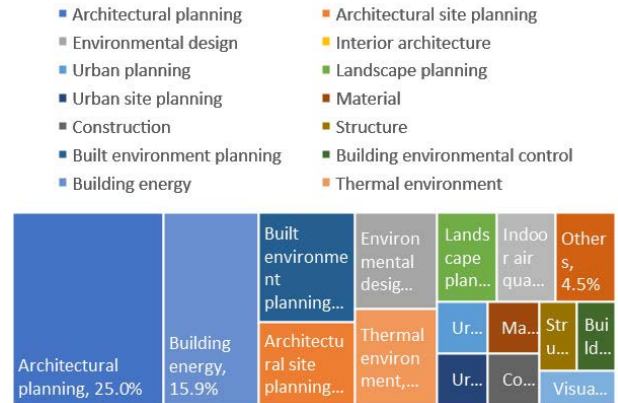 Architectural planning
Architectural site planning
Environmental design
Interior architecture
Urban planning
Landscape planning
Urban site planning
Material
Construction
Structure
Built environment planning
Building environmental control
Building energy
Thermal environment
Architectural
planning, 25.0%
Building
energy,
15.9%
Built
environme
nt
planning...
Architectu
ral site
planning...
Environ
mental
desig...
Thermal
environ
ment,...
Lands
cape
plan...
Indoo
r air
qua...
Other
s,
4.5%
Ur...
Ma...
Ur...
Co...
Str
u...
Bui
ld...
Visua...